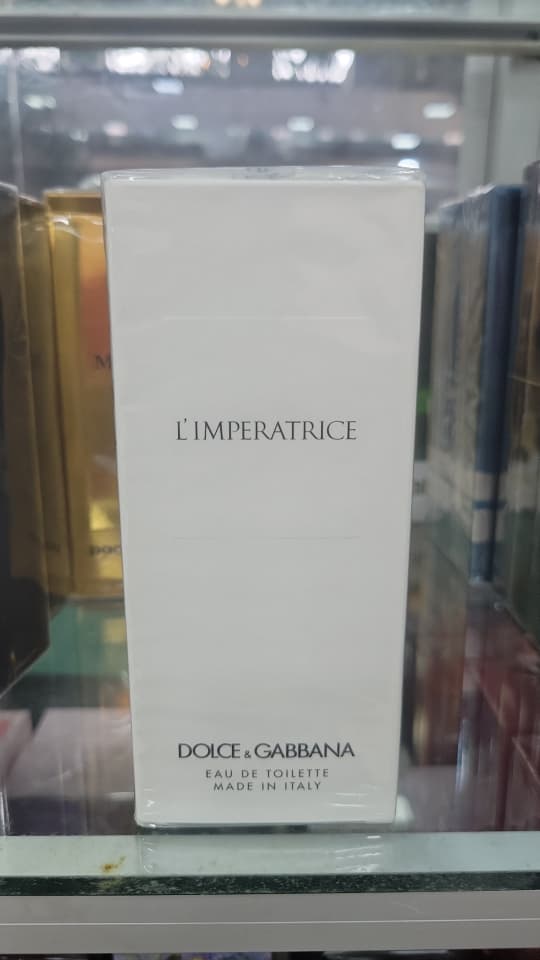 L'IMPERATRICE
DOLCE & GABBANA
EAU DE TOILETTE
MADE IN ITALY